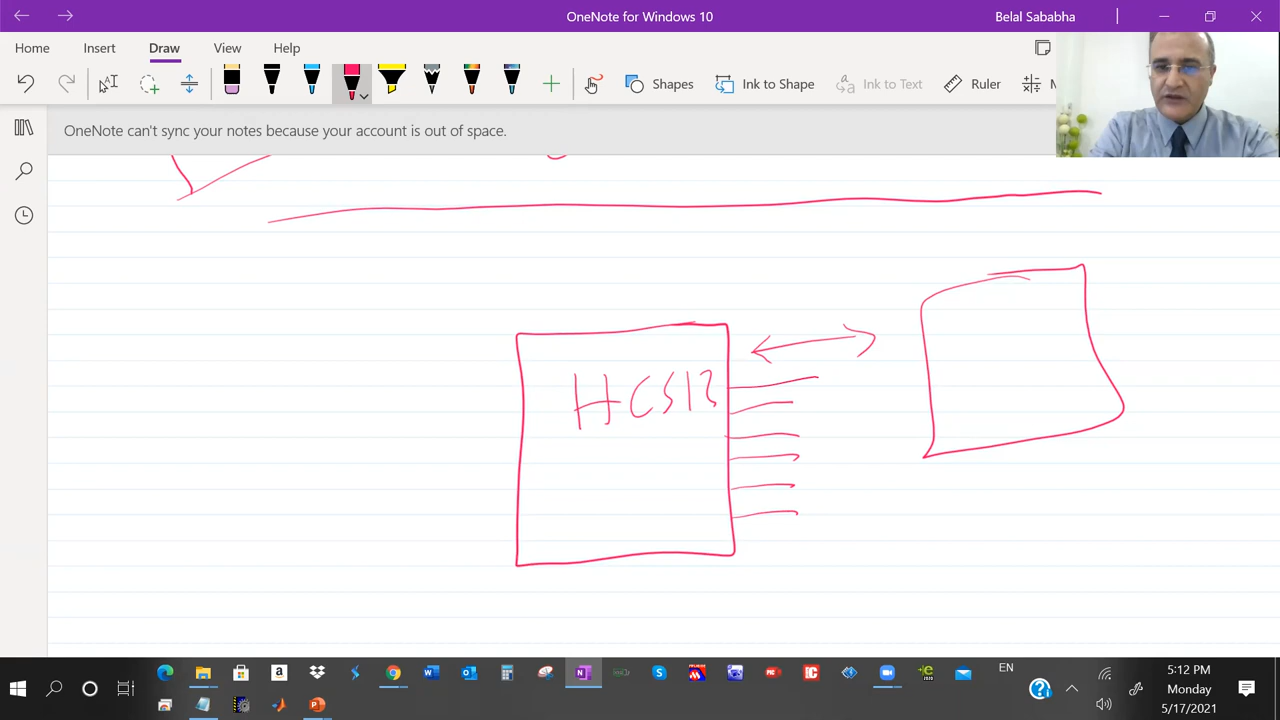 OneNote for Windows 10
Belal Sababha
Home Insert Draw View Help
Shapes Ink to Shape Ink to Text Ruler M
OneNote can't sync your notes because your account is out of space.
HCS12
EN
5:12 PM
Monday
5/17/2021